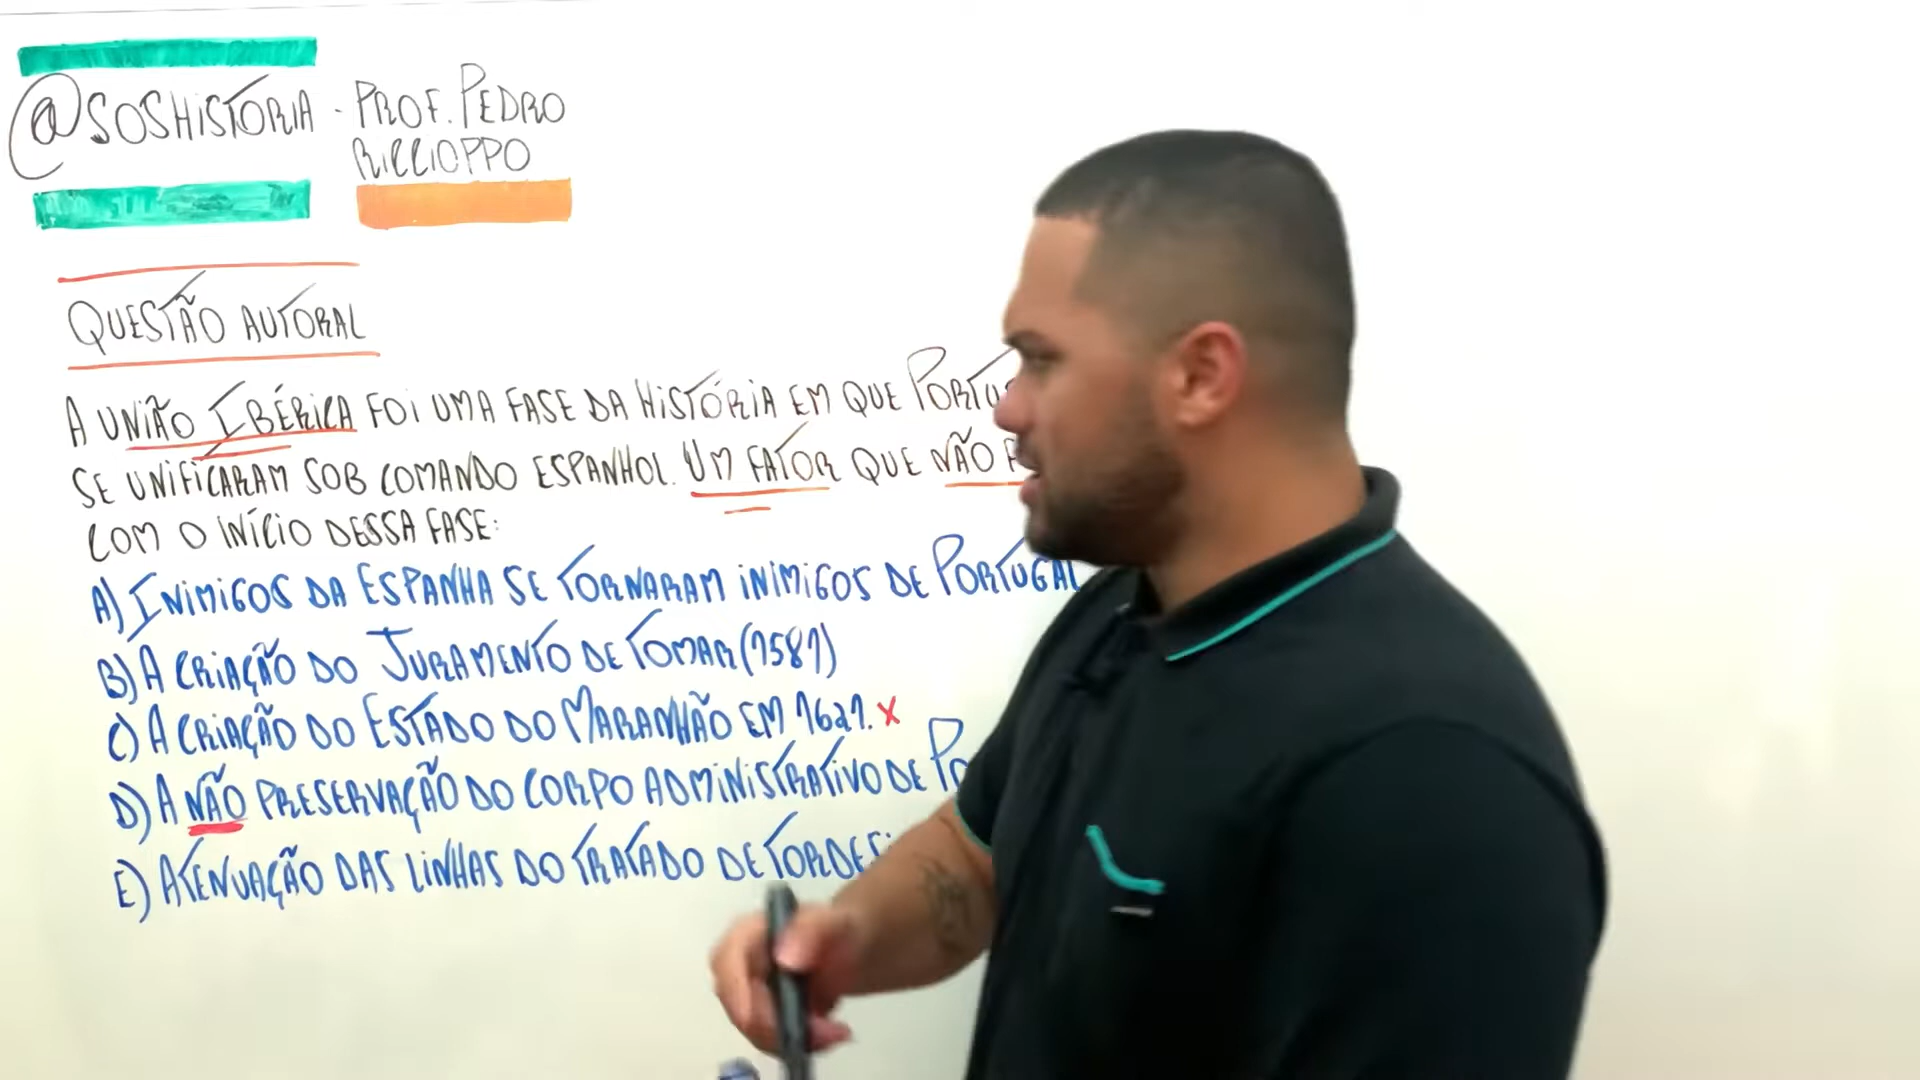 @SOSHISTÓRIA - PROF. PEDRO
RICCIOPPO
QUESTÃO AUTORAL
A UNIÃO IBÉRICA FOI UMA FASE DA HISTÓRIA EM QUE
SE UNIFICARAM SOB COMANDO ESPANHOL. UM FATOR QUE NÃO
COM O INÍCIO DESSA FASE:
A) INIMIGOS DA ESPANHA SE TORNARAM INIMIGOS DE PORTUGAL
B) A CRIAÇÃO DO JURAMENTO DE TOMAR (1581)
C) A CRIAÇÃO DO ESTADO DO MARANHÃO EM 1621. X
D) A NÃO PRESERVAÇÃO DO CORPO ADMINISTRATIVO DE
E) ATENUAÇÃO DAS LINHAS DO TRATADO DE